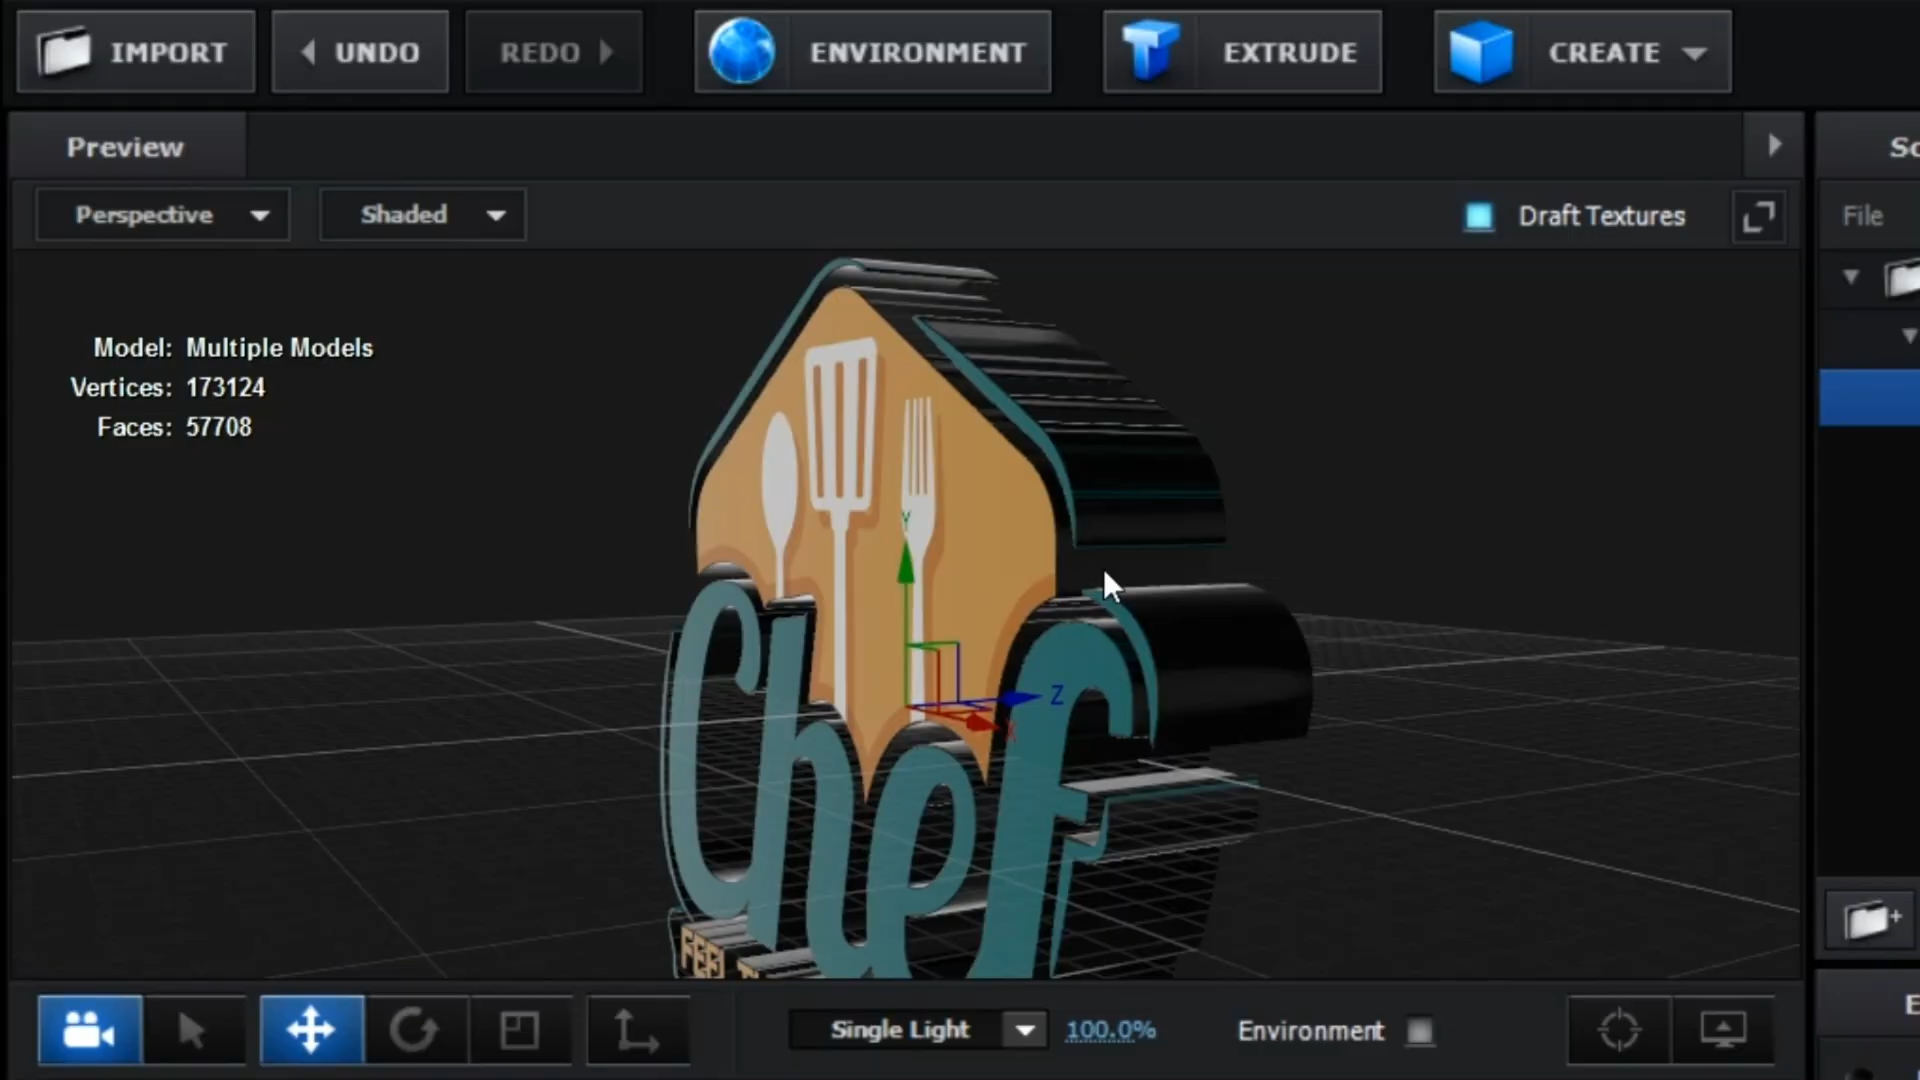 IMPORT
UNDO
REDO
ENVIRONMENT
EXTRUDE
CREATE
Preview
Perspective
Shaded
Draft Textures
File
Model: Multiple Models
Vertices: 173124
Faces: 57708
Y
Z
X
Chef
Single Light
100.0%
Environment